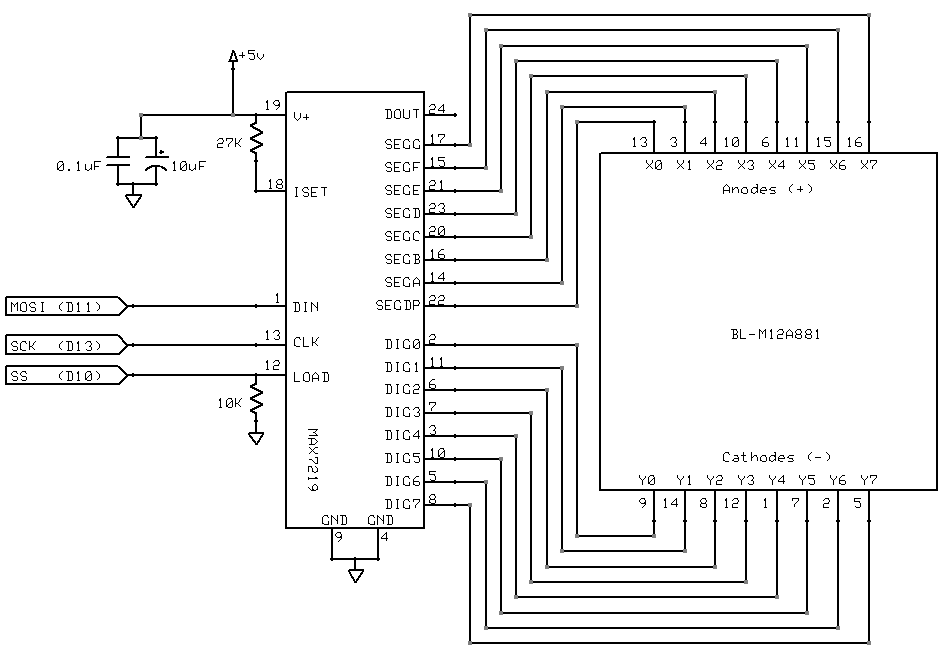 +5v
19 V+ DOUT 24
27K
SEGG 17
13 3 4 10 6 11 15 16
0.1uF 10uF
SEGF 15
X0 X1 X2 X3 X4 X5 X6 X7
18 ISET SEGE 21
Anodes (+)
SEGD 23
SEGC 20
SEGB 16
SEGA 14
MOSI (D11) 1 DIN SEGDP 22
SCK (D13) 13 CLK DIG0 2
BL-M12A881
SS (D10) 12 LOAD DIG1 11
DIG2 6
10K
DIG3 7
DIG4 3
MAX7219
DIG5 10
Cathodes (-)
DIG6 5
Y0 Y1 Y2 Y3 Y4 Y5 Y6 Y7
DIG7 8
9 14 8 12 1 7 2 5
GND GND
9 4